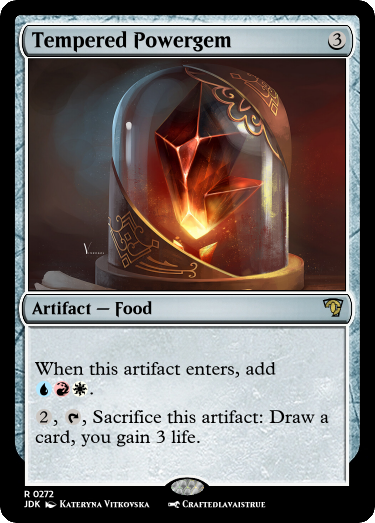 Tempered Powergem 3
Artifact — Food
When this artifact enters, add
.
2, , Sacrifice this artifact: Draw a
card, you gain 3 life.
R 0272
JDK Kateryna Vitkovska Craftedlavaistrue